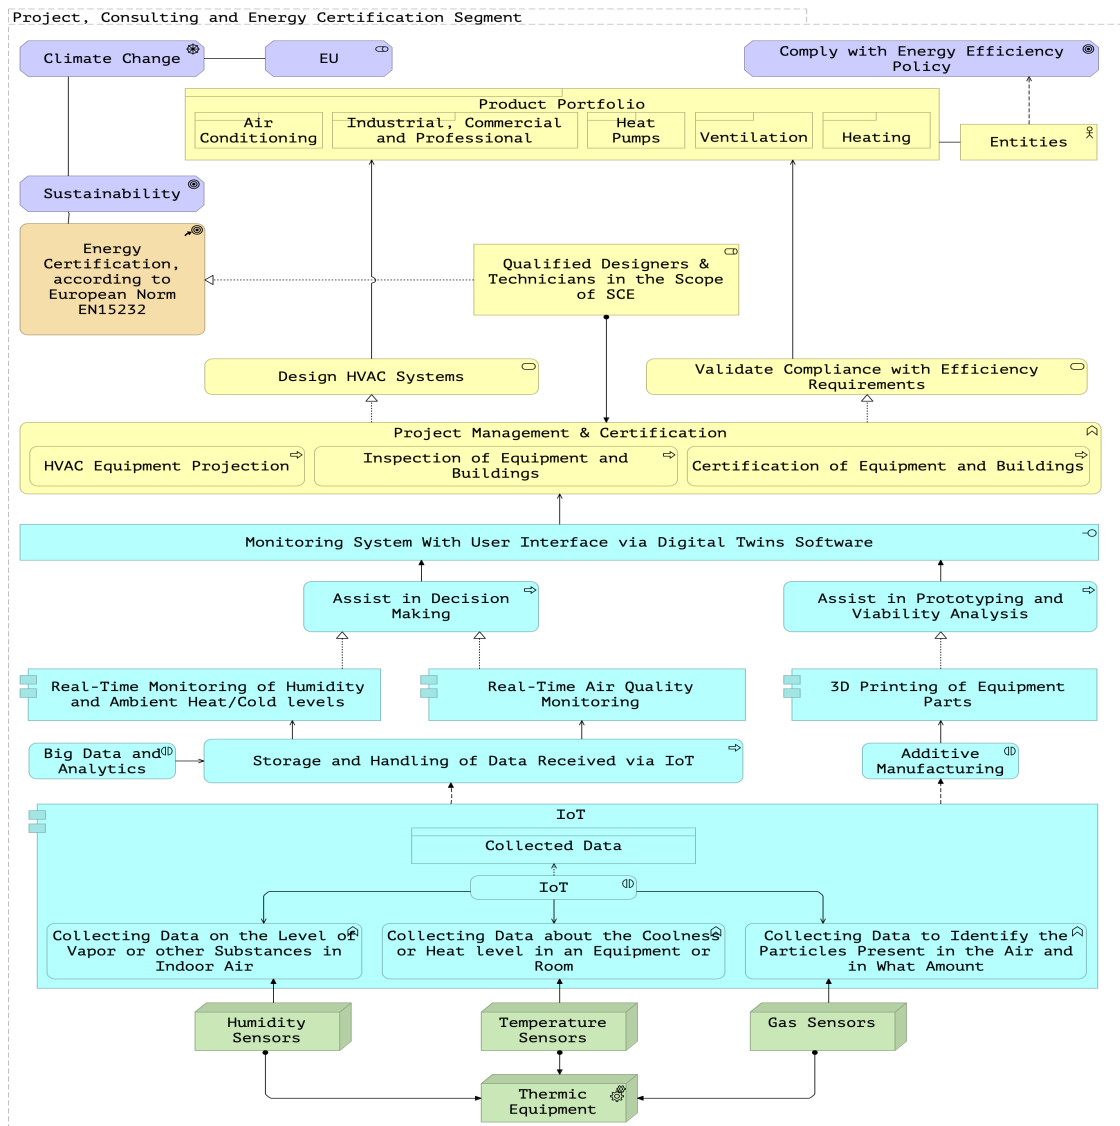 Project, Consulting and Energy Certification Segment
Climate Change
EU
Comply with Energy Efficiency
Policy
Product Portfolio
Air
Conditioning
Industrial, Commercial
and Professional
Heat
Pumps
Ventilation
Heating
Entities
Sustainability
Energy
Certification,
according to
European Norm
EN15232
Qualified Designers &
Technicians in the Scope
of SCE
Design HVAC Systems
Validate Compliance with Efficiency
Requirements
Project Management & Certification
HVAC Equipment Projection
Inspection of Equipment and
Buildings
Certification of Equipment and Buildings
Monitoring System With User Interface via Digital Twins Software
Assist in Decision
Making
Assist in Prototyping and
Viability Analysis
Real-Time Monitoring of Humidity
and Ambient Heat/Cold levels
Real-Time Air Quality
Monitoring
3D Printing of Equipment
Parts
Big Data and
Analytics
Storage and Handling of Data Received via IoT
Additive
Manufacturing
IoT
Collected Data
IoT
Collecting Data on the Level of
Vapor or other Substances in
Indoor Air
Collecting Data about the Coolness
or Heat level in an Equipment or
Room
Collecting Data to Identify the
Particles Present in the Air and
in What Amount
Humidity
Sensors
Temperature
Sensors
Gas Sensors
Thermic
Equipment